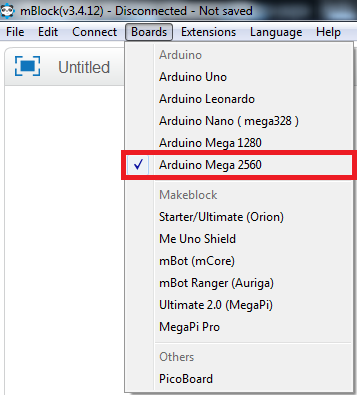 mBlock(v3.4.12) - Disconnected - Not saved
File Edit Connect Boards Extensions Language Help
Untitled
Arduino
Arduino Uno
Arduino Leonardo
Arduino Nano ( mega328 )
Arduino Mega 1280
Arduino Mega 2560
Makeblock
Starter/Ultimate (Orion)
Me Uno Shield
mBot (mCore)
mBot Ranger (Auriga)
Ultimate 2.0 (MegaPi)
MegaPi Pro
Others
PicoBoard